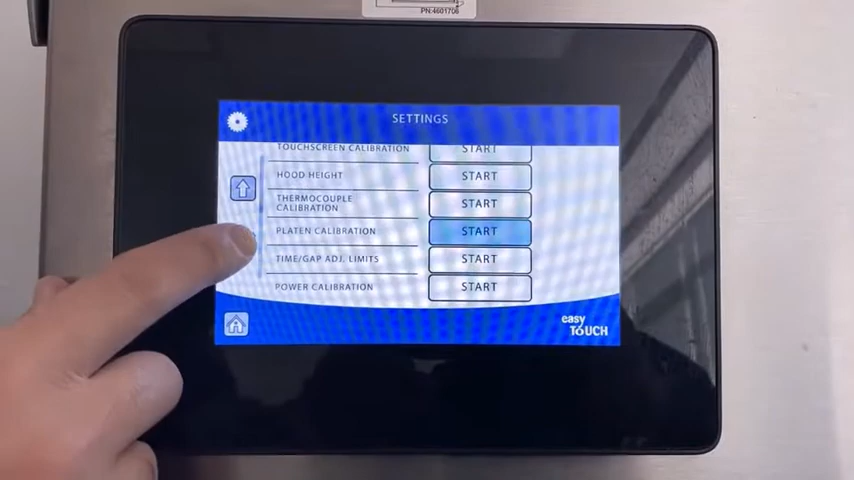 PN:4601706
SETTINGS
TOUCHSCREEN CALIBRATION START
HOOD HEIGHT START
THERMOCOUPLE
CALIBRATION START
PLATEN CALIBRATION START
TIME/GAP ADJ. LIMITS START
POWER CALIBRATION START
easy
TOUCH